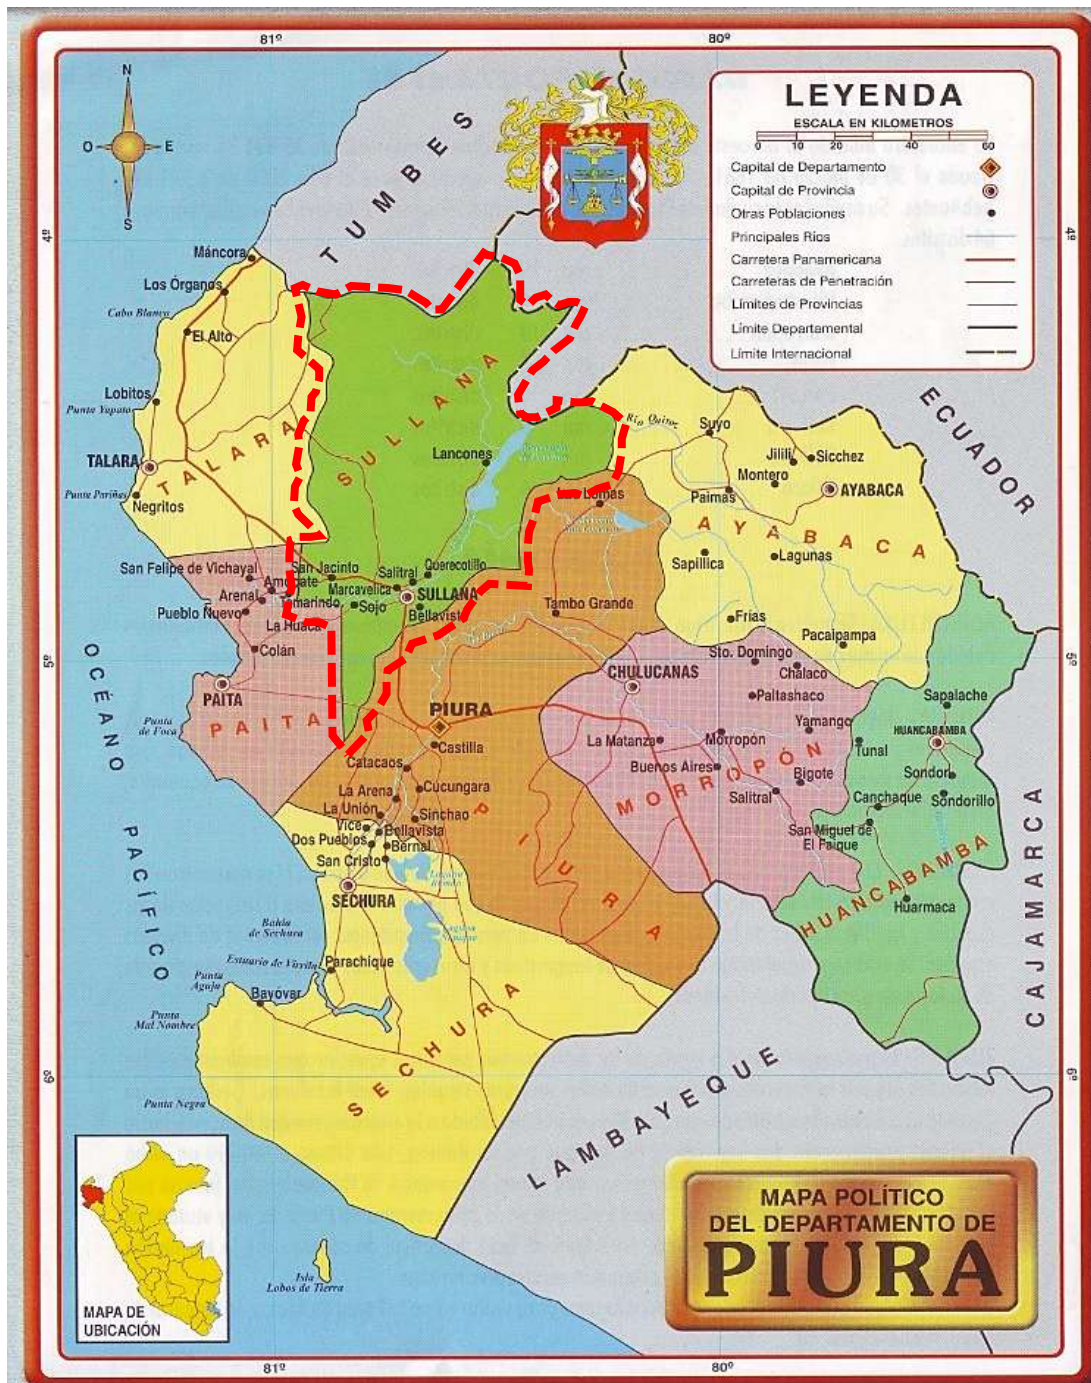 81º
80º
N
O
E
S
TUMBES
LEYENDA
ESCALA EN KILOMETROS
0 10 20 30 40 60
Capital de Departamento
Capital de Provincia
Otras Poblaciones
Principales Ríos
Carretera Panamericana
Carreteras de Penetración
Límites de Provincias
Límite Departamental
Límite Internacional
4º
4º
Máncora
Los Órganos
Cabo Blanco
El Alto
Lobitos
Punta Yapato
TALARA
TALARA
Punta Pariñas
Negritos
SULLANA
Lancones
Río Quiroz
Suyo
Jililí
Sicchez
Montero
Paimas
AYABACA
AYABACA
Lomas
Sapillica
Lagunas
Frias
Pacaipampa
ECUADOR
San Felipe de Vichayal
Amotape
Arenal
Tamarindo
Pueblo Nuevo
La Huaca
Colán
San Jacinto
Marcavelica
Salitral
Querecotillo
SULLANA
Sojo
Bellavista
Tambo Grande
5º
5º
OCÉANO PACÍFICO
PAITA
PAITA
Punta
de Foca
PIURA
Castilla
Catacaos
Cucungara
La Arena
La Unión
Sinchao
Vice
Bellavista
Dos Pueblos
Bernal
San Cristo
SECHURA
PIURA
CHULUCANAS
Sto. Domingo
Chalaco
Paltashaco
Yamango
La Matanza
Morropón
Buenos Aires
Bigote
Salitral
MORROPÓN
Sapalache
HUANCABAMBA
Tunal
Sondor
Sondorillo
Canchaque
San Miguel de
El Faique
Huarmaca
HUANCABAMBA
CAJAMARCA
Bahía
de Sechura
Estuario de Virrila
Parachique
Punta
Aguja
Bayóvar
Punta
Mal Nombre
SECHURA
Punta Negra
6º
6º
LAMBAYEQUE
Isla
Lobos de Tierra
MAPA DE
UBICACIÓN
MAPA POLÍTICO
DEL DEPARTAMENTO DE
PIURA
81º
80º